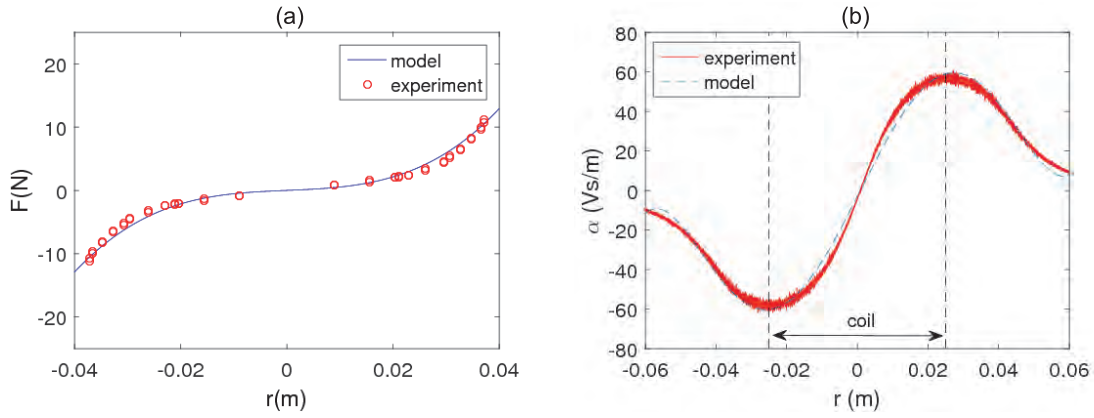 (a)
20
10
0
-10
-20
F(N)
model
experiment
-0.04
-0.02
0
0.02
0.04
r(m)
(b)
80
60
40
20
0
-20
-40
-60
-80
α (Vs/m)
experiment
model
coil
-0.06
-0.04
-0.02
0
0.02
0.04
0.06
r (m)